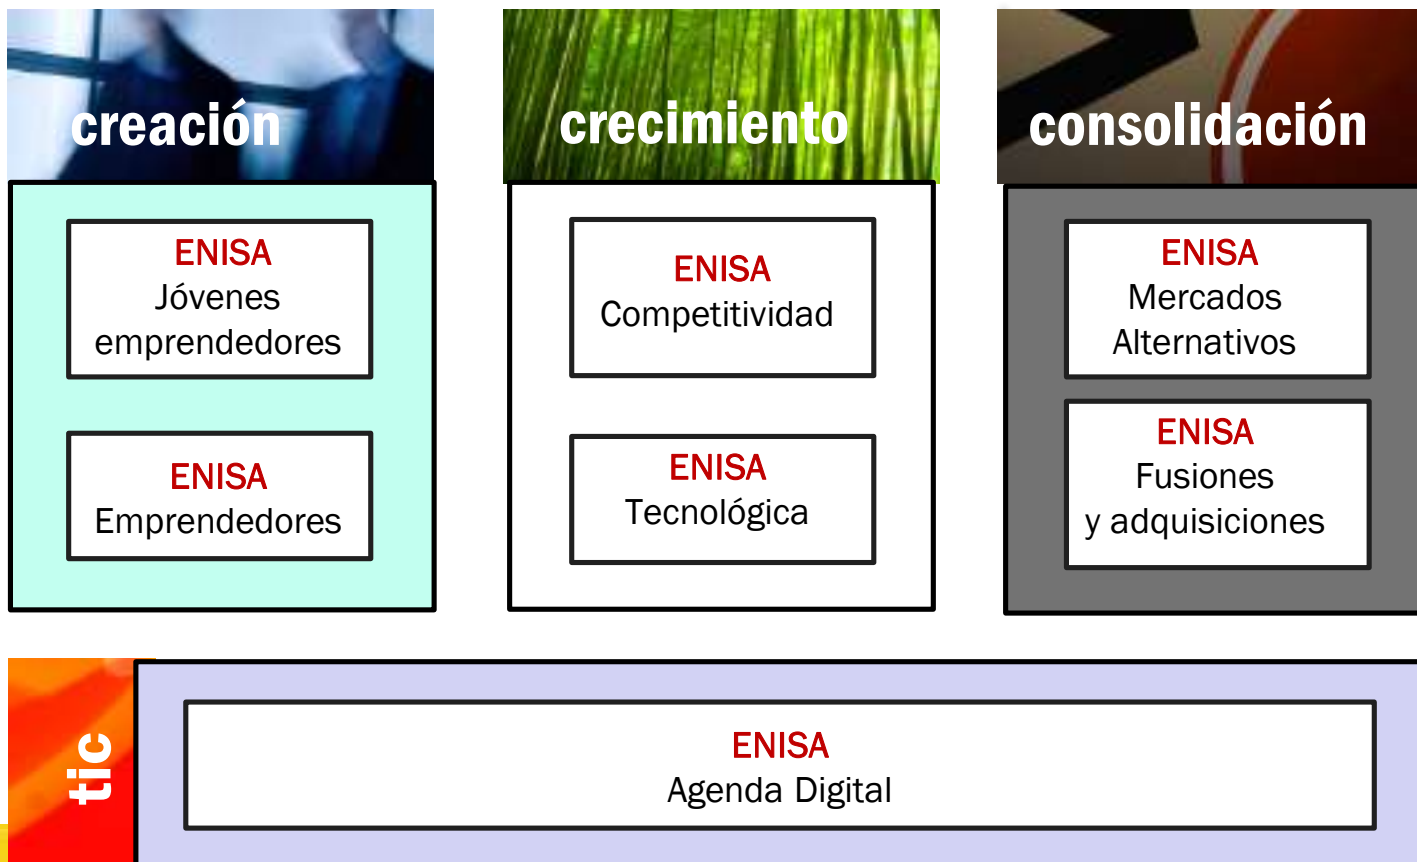 creación
ENISA
Jóvenes
emprendedores
ENISA
Emprendedores
crecimiento
ENISA
Competitividad
ENISA
Tecnológica
consolidación
ENISA
Mercados
Alternativos
ENISA
Fusiones
y adquisiciones
tic
ENISA
Agenda Digital